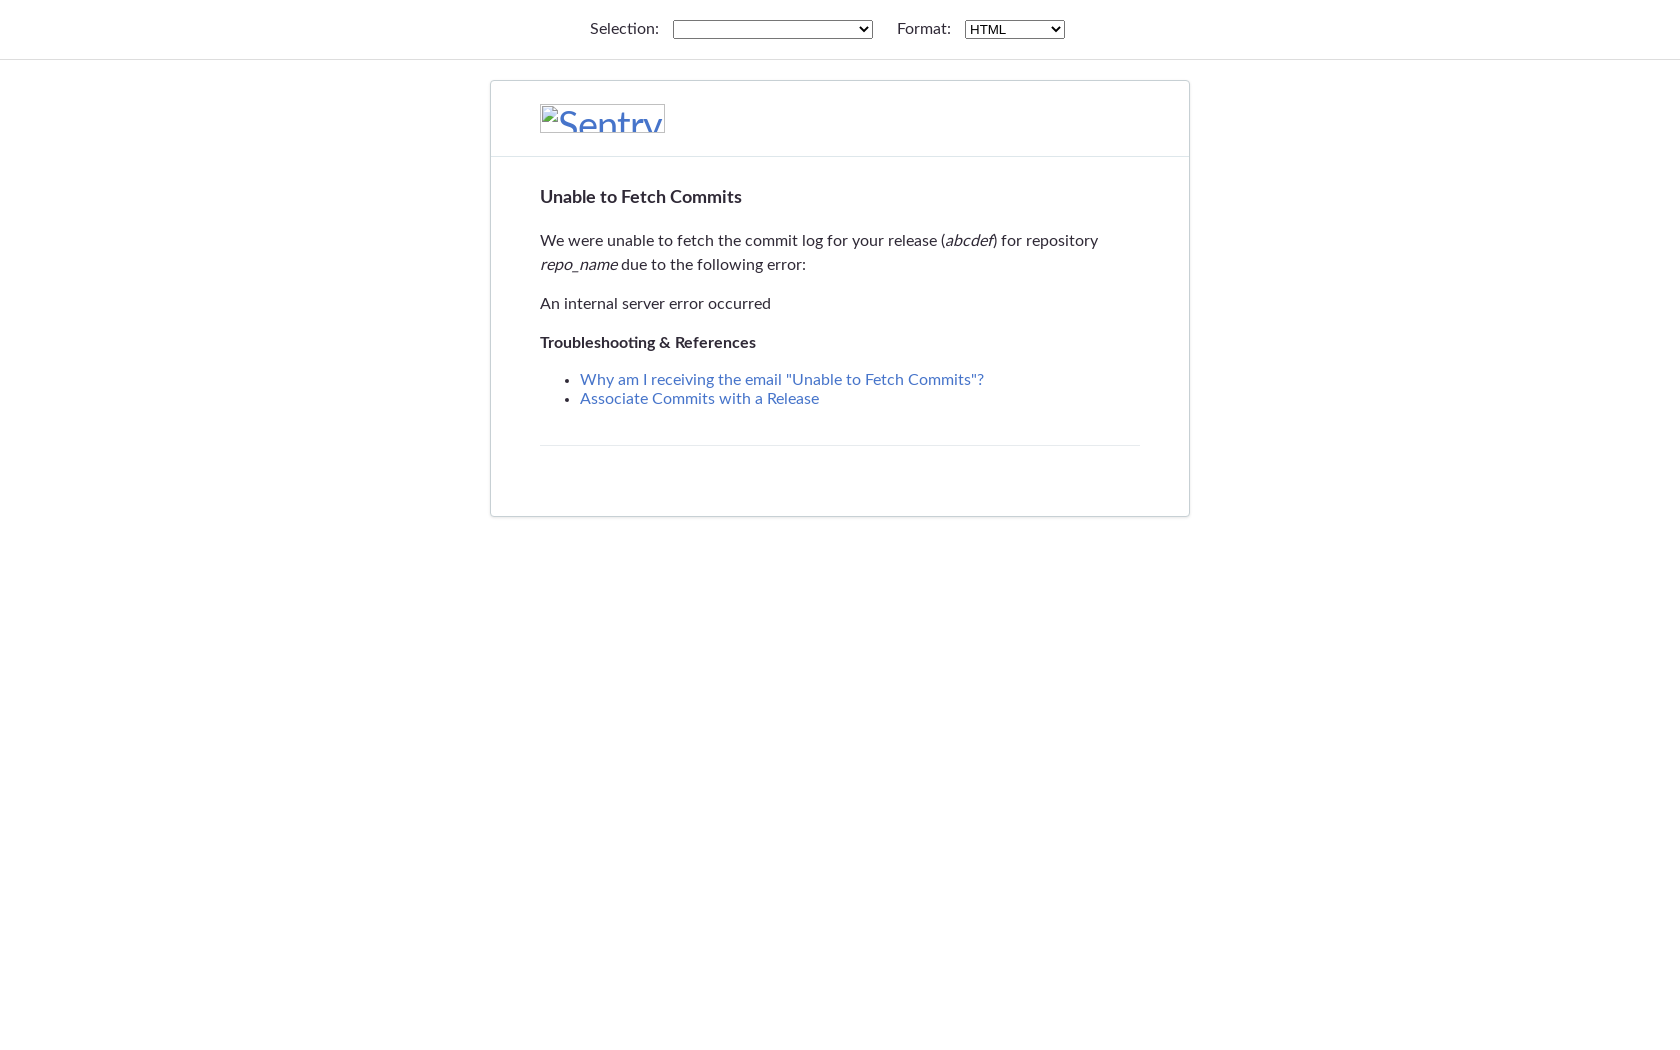 Selection: Format: HTML
Sentry
Unable to Fetch Commits
We were unable to fetch the commit log for your release (abcdef) for repository
repo_name due to the following error:
An internal server error occurred
Troubleshooting & References
Why am I receiving the email "Unable to Fetch Commits"?
Associate Commits with a Release